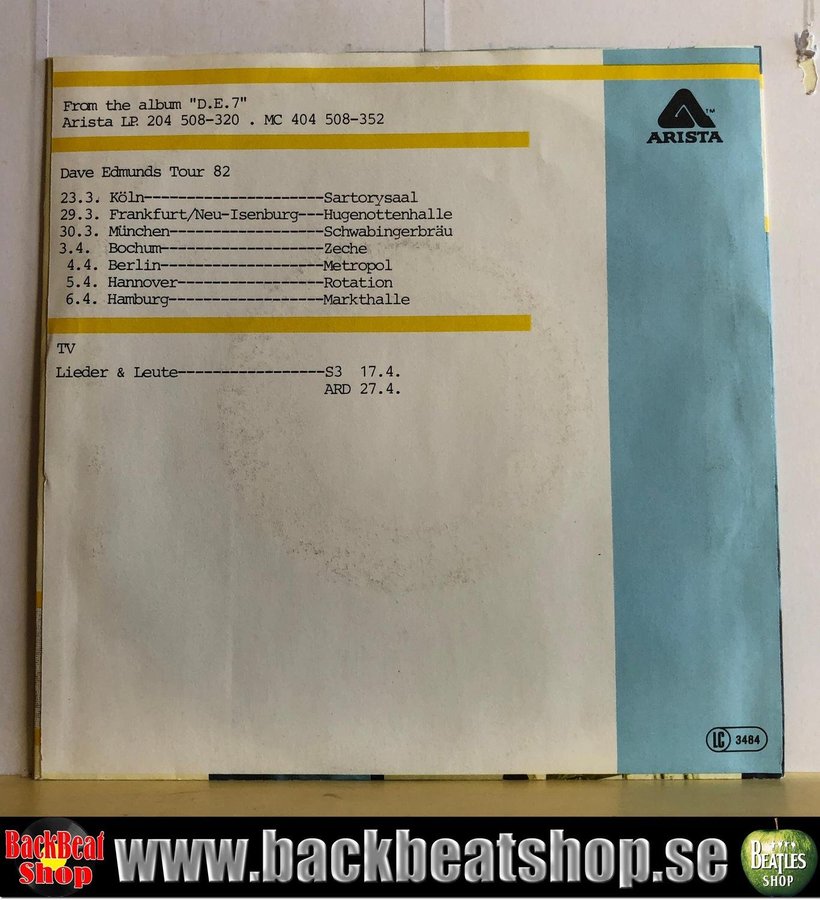 From the album "D.E.7"
Arista LP. 204 508-320 . MC 404 508-352
ARISTA™
Dave Edmunds Tour 82
23.3. Köln---------------------Sartorysaal
29.3. Frankfurt/Neu-Isenburg---Hugenottenhalle
30.3. München------------------Schwabingerbräu
3.4. Bochum-------------------Zeche
4.4. Berlin-------------------Metropol
5.4. Hannover-----------------Rotation
6.4. Hamburg------------------Markthalle
TV
Lieder & Leute-----------------S3 17.4.
ARD 27.4.
LC 3484
BackBeat Shop
www.backbeatshop.se
BEATLES SHOP